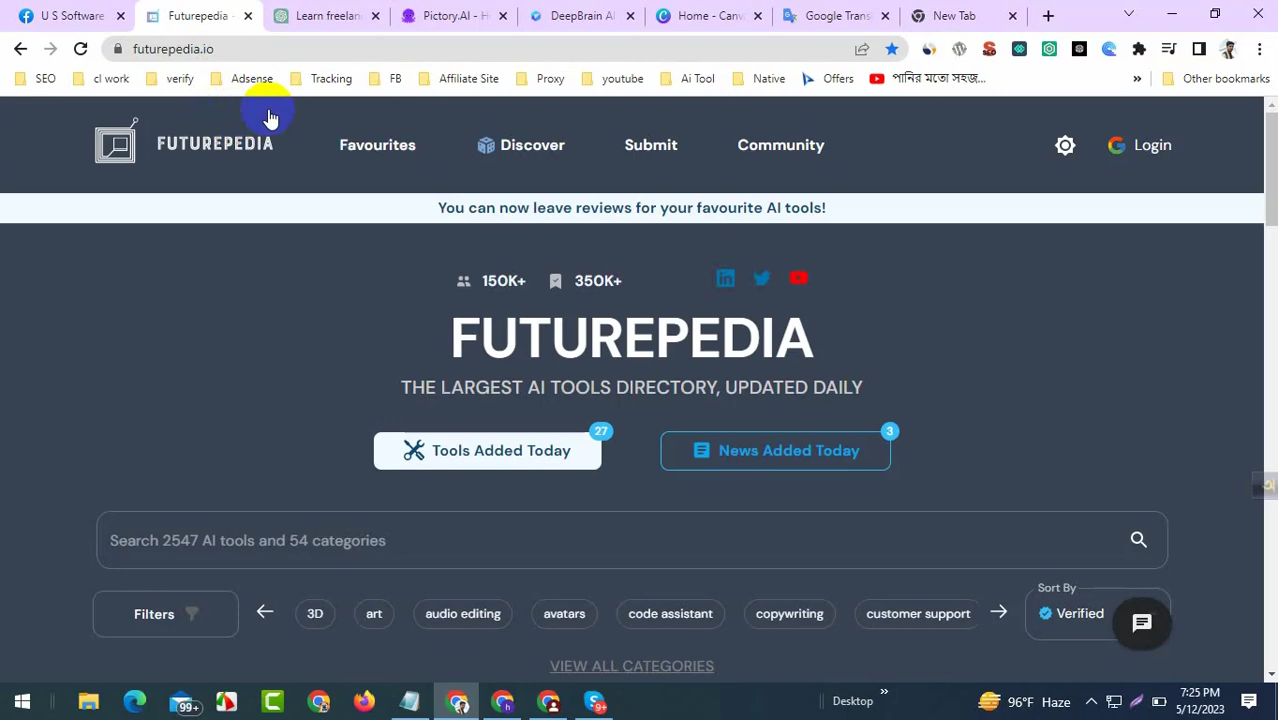 U S Software
Futurepedia -
Learn freelan
Pictory.AI - H
DeepBrain AI
Home - Canv
Google Trans
New Tab
futurepedia.io
SEO
cl work
verify
Adsense
Tracking
FB
Affiliate Site
Proxy
youtube
Ai Tool
Native
Offers
পানির মতো সহজ...
Other bookmarks
FUTUREPEDIA
Favourites
Discover
Submit
Community
Login
You can now leave reviews for your favourite AI tools!
150K+
350K+
FUTUREPEDIA
THE LARGEST AI TOOLS DIRECTORY, UPDATED DAILY
Tools Added Today
27
News Added Today
3
Search 2547 AI tools and 54 categories
Filters
3D
art
audio editing
avatars
code assistant
copywriting
customer support
Sort By
Verified
VIEW ALL CATEGORIES
99+
9+
Desktop
96°F Haze
7:25 PM
5/12/2023